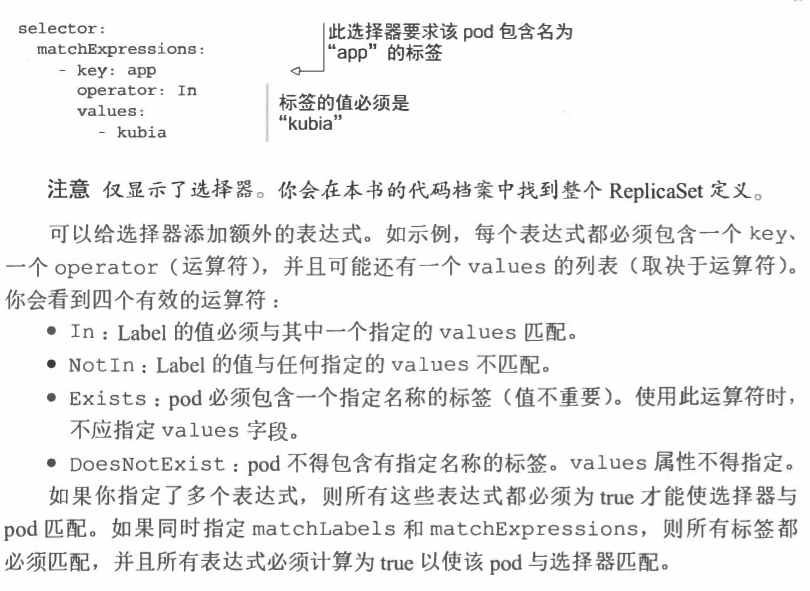 selector:
matchExpressions:
- key: app
operator: In
values:
- kubia
此选择器要求该 pod 包含名为
“app” 的标签
标签的值必须是
“kubia”
注意 仅显示了选择器。你会在本书的代码档案中找到整个 ReplicaSet 定义。
可以给选择器添加额外的表达式。如示例，每个表达式都必须包含一个 key、
一个 operator（运算符），并且可能还有一个 values 的列表（取决于运算符）。
你会看到四个有效的运算符：
• In：Label 的值必须与其中一个指定的 values 匹配。
• NotIn：Label 的值与任何指定的 values 不匹配。
• Exists：pod 必须包含一个指定名称的标签（值不重要）。使用此运算符时，
不应指定 values 字段。
• DoesNotExist：pod 不得包含有指定名称的标签。values 属性不得指定。
如果你指定了多个表达式，则所有这些表达式都必须为 true 才能使选择器与
pod 匹配。如果同时指定 matchLabels 和 matchExpressions，则所有标签都
必须匹配，并且所有表达式必须计算为 true 以使该 pod 与选择器匹配。